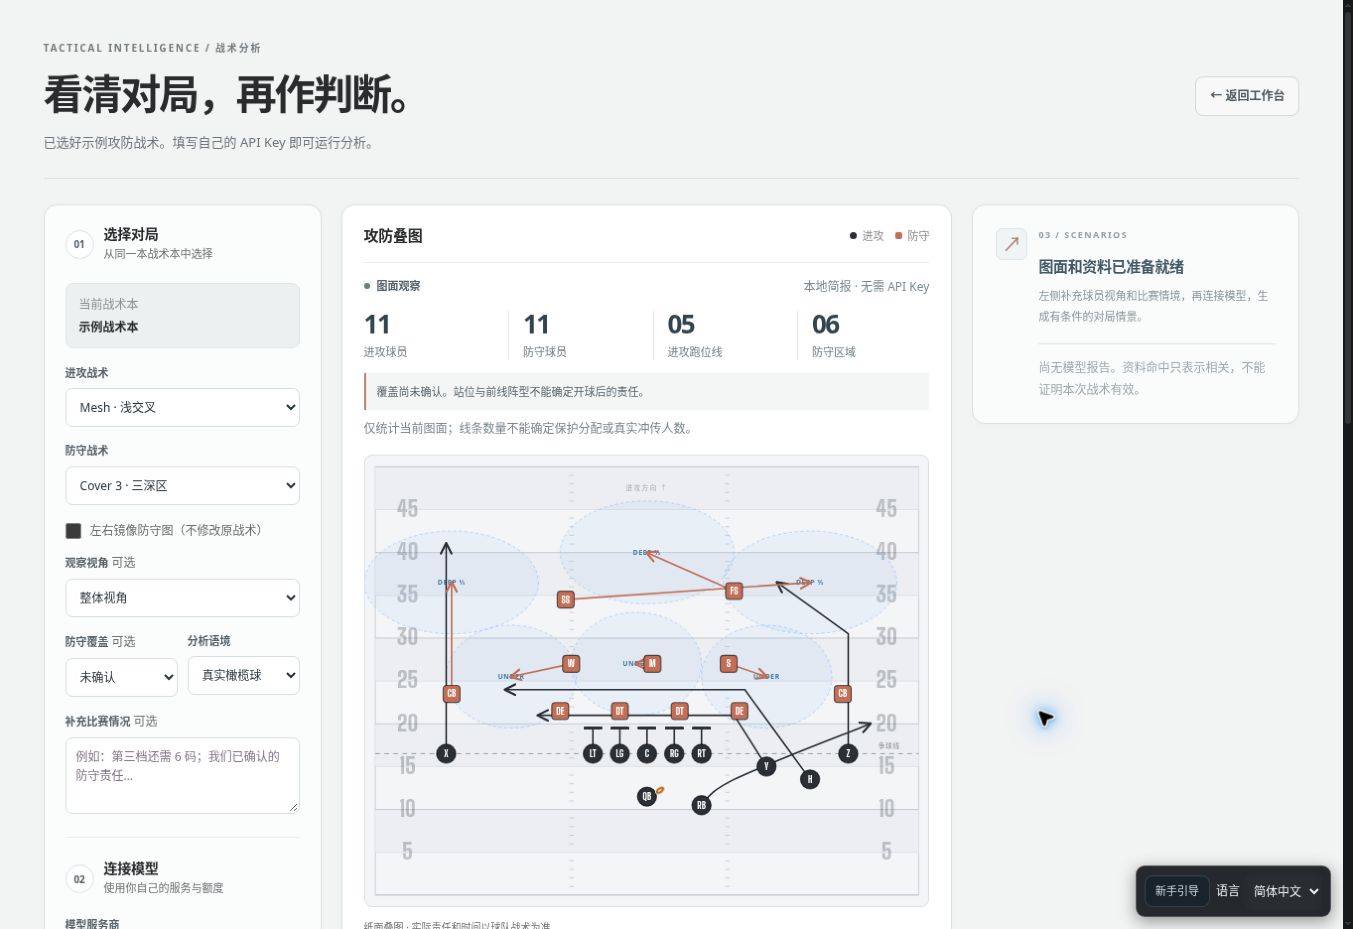 TACTICAL INTELLIGENCE / 战术分析
看清对局，再作判断。
← 返回工作台
已选好示例攻防战术。填写自己的 API Key 即可运行分析。
01
选择对局
从同一本战术本中选择
当前战术本
示例战术本
进攻战术
Mesh · 浅交叉
防守战术
Cover 3 · 三深区
左右镜像防守图（不修改原战术）
观察视角 可选
整体视角
防守覆盖 可选
分析语境
未确认
真实橄榄球
补充比赛情况 可选
例如：第三档还需 6 码；我们已确认的
防守责任...
02
连接模型
使用你自己的服务与额度
模型服务商
攻防叠图
进攻
防守
图面观察
本地简报 · 无需 API Key
11
11
05
06
进攻球员
防守球员
进攻跑位线
防守区域
覆盖尚未确认。站位与前线阵型不能确定开球后的责任。
仅统计当前图面；线条数量不能确定保护分配或真实冲传人数。
进攻方向 ↑
45
45
40
DEEP ⅓
40
DEEP ⅓
DEEP ⅓
35
SS
FS
35
30
30
W
M
S
25
UNDER
UNDER
25
CB
CB
DE
DT
DT
DE
20
20
争球线
X
LT
LG
C
RG
RT
Z
15
Y
15
H
QB
RB
10
10
5
5
纸面叠图 · 实际责任和时间以球队战术为准
03 / SCENARIOS
图面和资料已准备就绪
左侧补充球员视角和比赛情境，再连接模型，生
成有条件的对局情景。
尚无模型报告。资料命中只表示相关，不能
证明本次战术有效。
新手引导
语言
简体中文